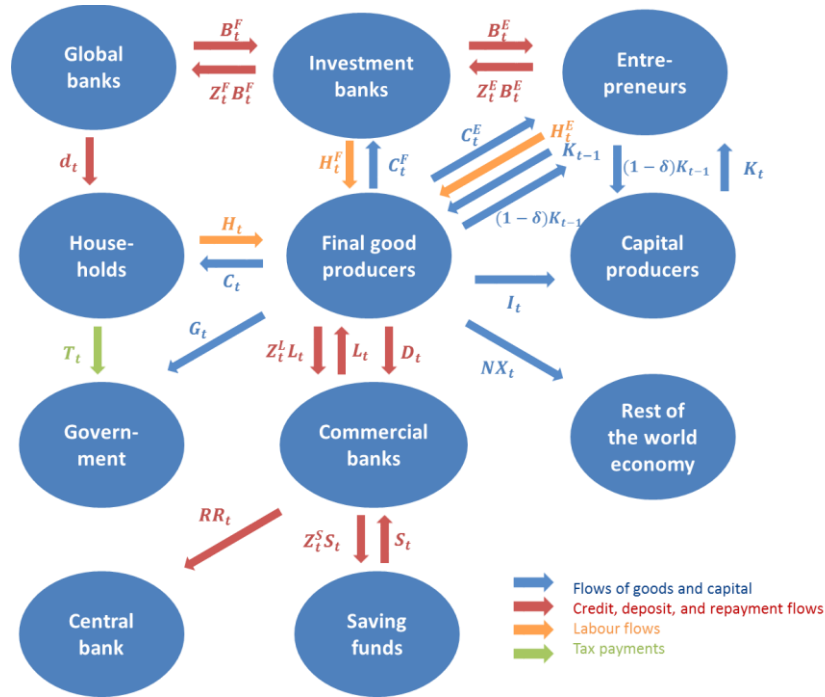 Global
banks
B_t^F
Z_t^F B_t^F
Investment
banks
B_t^E
Z_t^E B_t^E
Entre-
preneurs
d_t
H_t^F
C_t^F
C_t^E
H_t^E
K_{t-1}
(1 − δ)K_{t-1}
(1 − δ)K_{t-1}
K_t
House-
holds
H_t
C_t
Final good
producers
Capital
producers
I_t
T_t
G_t
Z_t^L L_t
L_t
D_t
NX_t
Govern-
ment
Commercial
banks
Rest of
the world
economy
RR_t
Z_t^S S_t
S_t
Central
bank
Saving
funds
Flows of goods and capital
Credit, deposit, and repayment flows
Labour flows
Tax payments